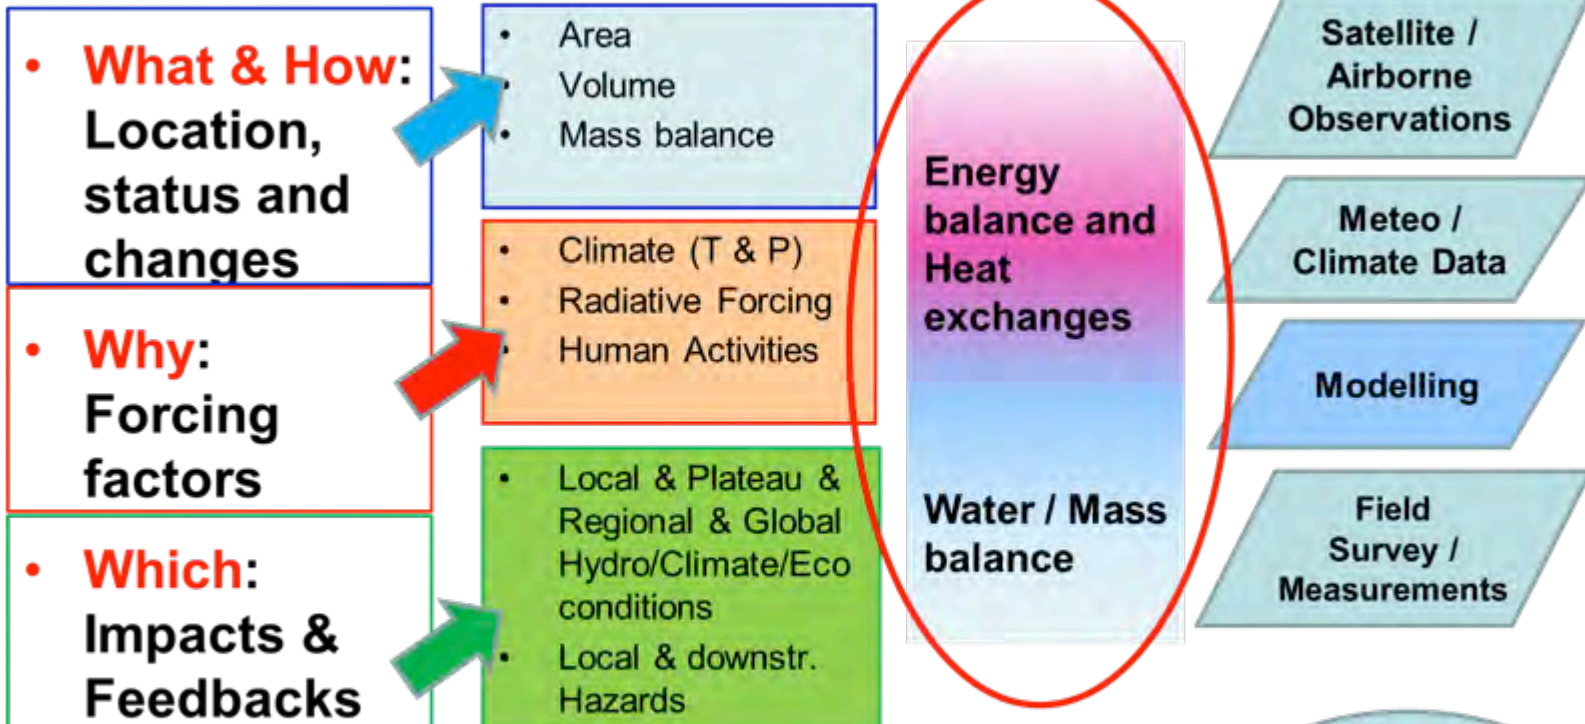 • What & How:
Location,
status and
changes
• Why:
Forcing
factors
• Which:
Impacts &
Feedbacks
• Area
• Volume
• Mass balance
• Climate (T & P)
• Radiative Forcing
• Human Activities
• Local & Plateau &
Regional & Global
Hydro/Climate/Eco
conditions
• Local & downstr.
Hazards
Energy
balance and
Heat
exchanges
Water / Mass
balance
Satellite /
Airborne
Observations
Meteo /
Climate Data
Modelling
Field
Survey /
Measurements